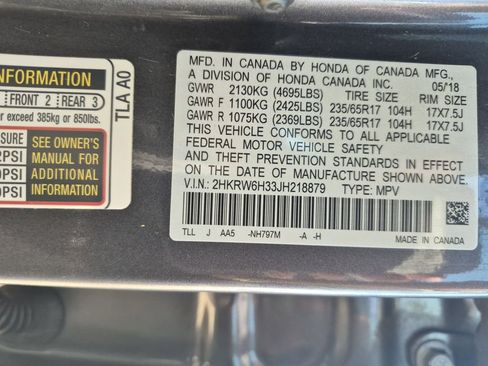 INFORMATION
FRONT 2 REAR 3
er exceed 385kg or 850lbs.
SURE
2PSI
PSI
0PSI
SEE OWNER'S
MANUAL FOR
ADDITIONAL
INFORMATION
TLA A0
MFD. IN CANADA BY HONDA OF CANADA MFG.,
A DIVISION OF HONDA CANADA INC. 05/18
GVWR 2130KG (4695LBS) TIRE SIZE RIM SIZE
GAWR F 1100KG (2425LBS) 235/65R17 104H 17X7.5J
GAWR R 1075KG (2369LBS) 235/65R17 104H 17X7.5J
THIS VEHICLE CONFORMS TO ALL APPLICABLE
FEDERAL MOTOR VEHICLE SAFETY
AND THEFT PREVENTION STANDARDS IN EFFECT
ON THE DATE OF MANUFACTURE SHOWN ABOVE.
V.I.N.: 2HKRW6H33JH218879 TYPE: MPV
TLL J AA5 -NH797M -A -H
MADE IN CANADA